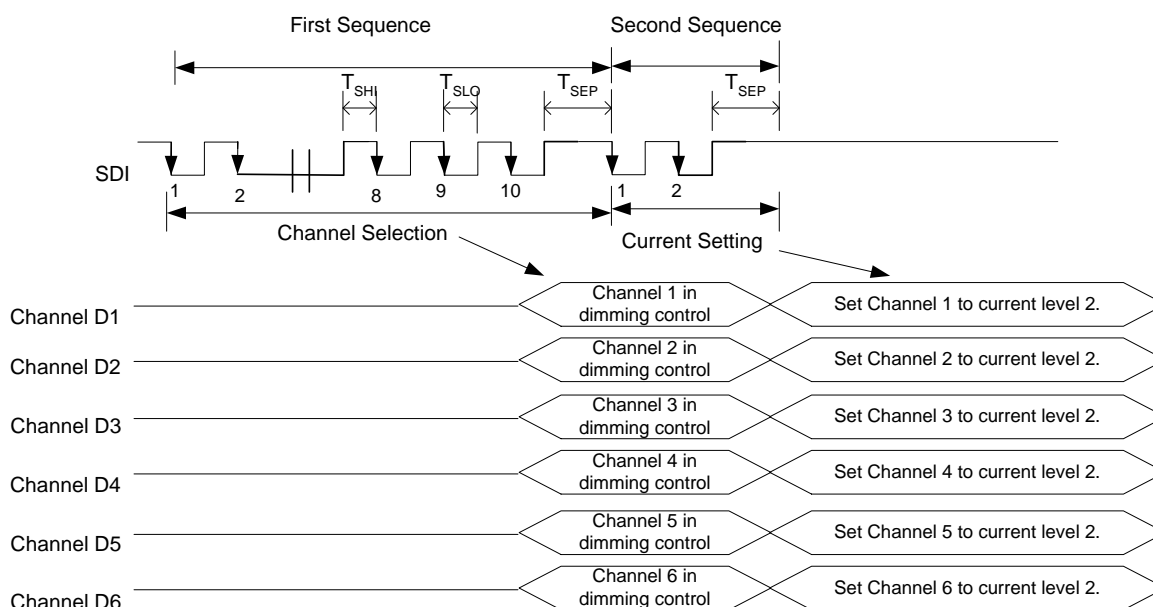 First Sequence
Second Sequence
TSHI
TSLO
TSEP
TSEP
SDI
1
2
8
9
10
1
2
Channel Selection
Current Setting
Channel D1
Channel 1 in
dimming control
Set Channel 1 to current level 2.
Channel D2
Channel 2 in
dimming control
Set Channel 2 to current level 2.
Channel D3
Channel 3 in
dimming control
Set Channel 3 to current level 2.
Channel D4
Channel 4 in
dimming control
Set Channel 4 to current level 2.
Channel D5
Channel 5 in
dimming control
Set Channel 5 to current level 2.
Channel D6
Channel 6 in
dimming control
Set Channel 6 to current level 2.